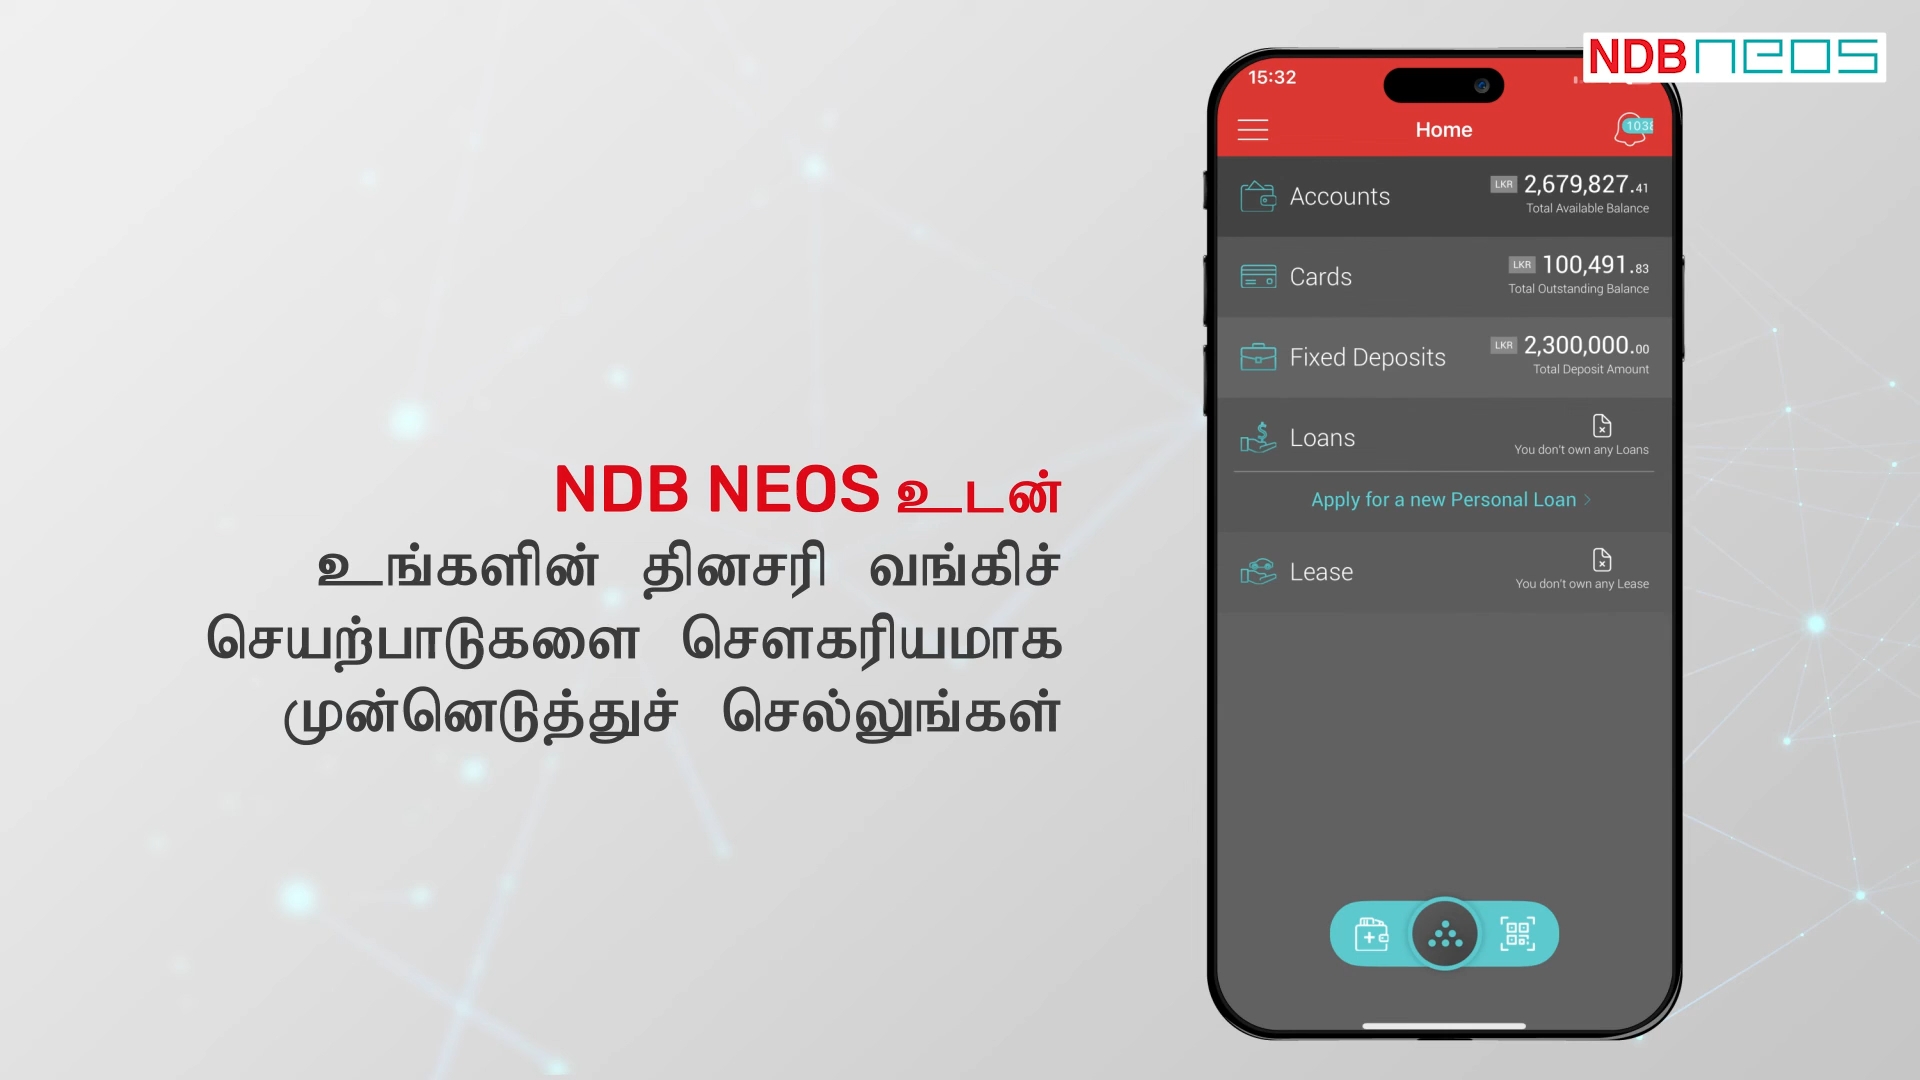 NDB neos
NDB NEOS உடன்
உங்களின் தினசரி வங்கிச்
செயற்பாடுகளை சௌகரியமாக
முன்னெடுத்துச் செல்லுங்கள்
15:32
Home
Accounts
LKR 2,679,827.41
Total Available Balance
Cards
LKR 100,491.83
Total Outstanding Balance
Fixed Deposits
LKR 2,300,000.00
Total Deposit Amount
Loans
You don't own any Loans
Apply for a new Personal Loan >
Lease
You don't own any Lease